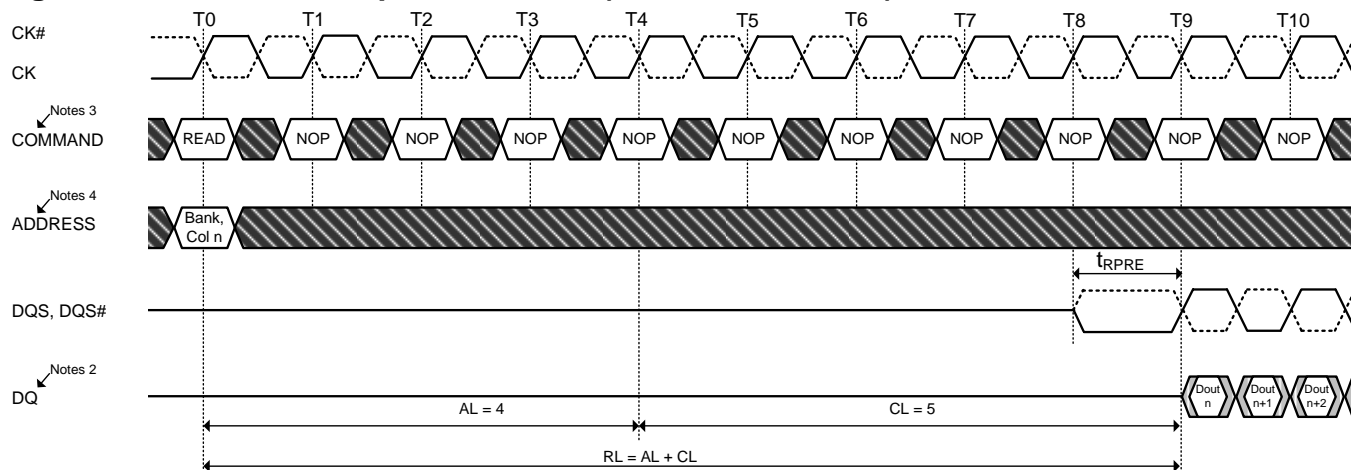 T0 T1 T2 T3 T4 T5 T6 T7 T8 T9 T10
CK#
CK
Notes 3
COMMAND READ NOP NOP NOP NOP NOP NOP NOP NOP NOP NOP
Notes 4
ADDRESS
Bank,
Col n
tRPRE
DQS, DQS#
Notes 2
DQ
Dout
n
Dout
n+1
Dout
n+2
AL = 4 CL = 5
RL = AL + CL